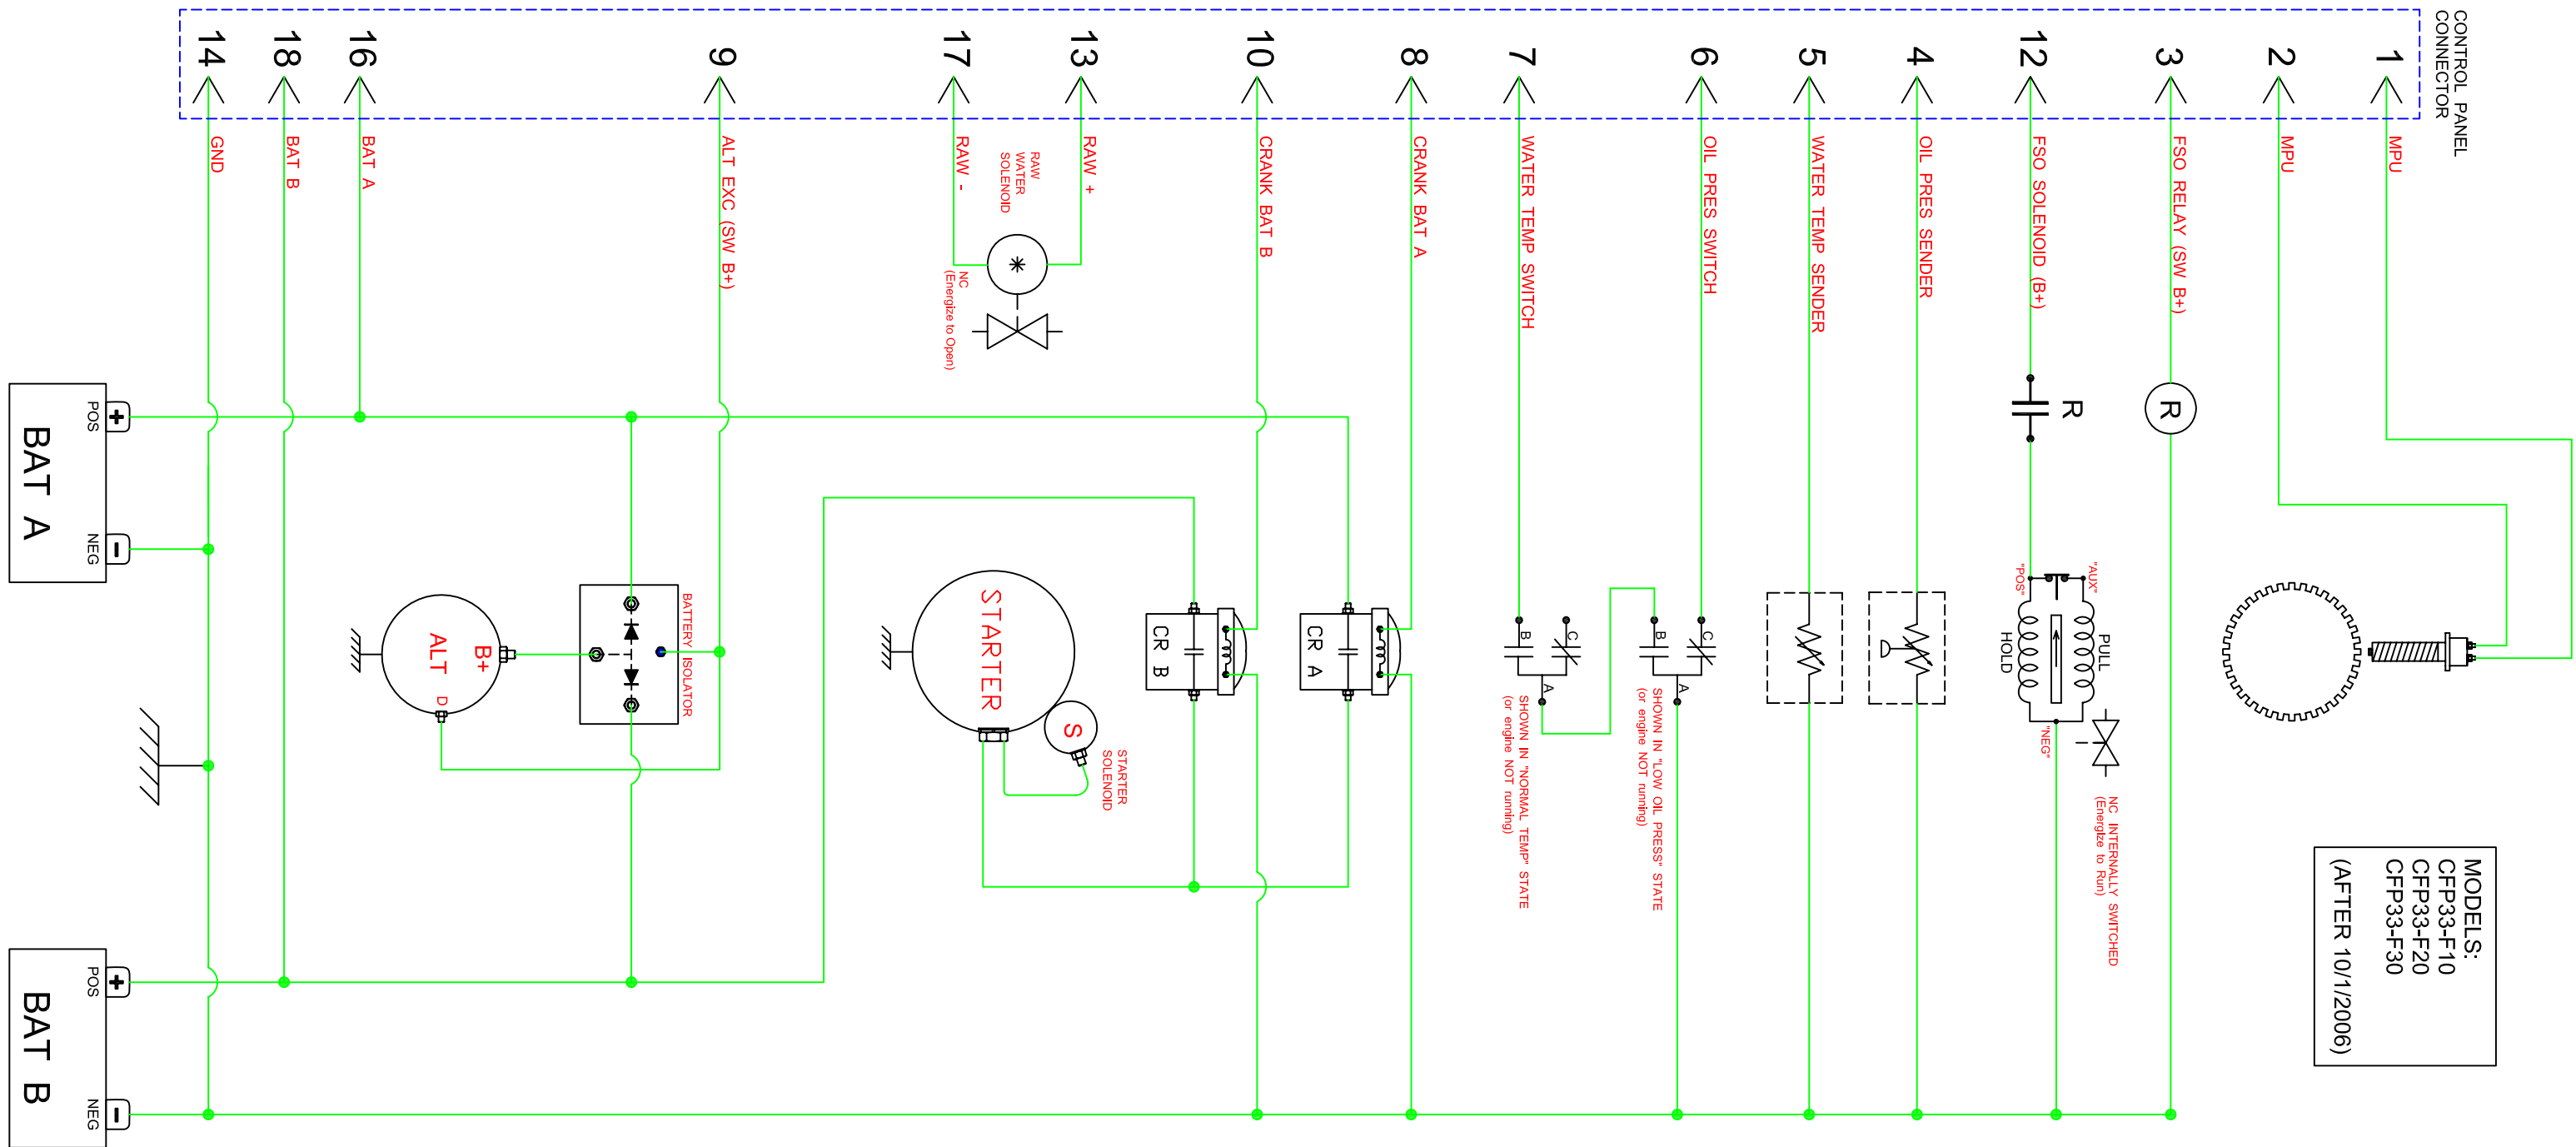 CONTROL PANEL
CONNECTOR
1
MPU
2
MPU
3
FSO RELAY (SW B+)
R
12
FSO SOLENOID (B+)
R
"POS"
"AUX"
HOLD
PULL
"NEG"
NC INTERNALLY SWITCHED
(Energize to Run)
4
OIL PRES SENDER
5
WATER TEMP SENDER
6
OIL PRES SWITCH
C
B
A
SHOWN IN "LOW OIL PRESS" STATE
(or engine NOT running)
7
WATER TEMP SWITCH
C
B
A
SHOWN IN "NORMAL TEMP" STATE
(or engine NOT running)
8
CRANK BAT A
CR A
10
CRANK BAT B
CR B
13
RAW +
RAW
WATER
SOLENOID
17
RAW -
NC
(Energize to Open)
STARTER
S
STARTER
SOLENOID
9
ALT EXC (SW B+)
BATTERY ISOLATOR
ALT
B+
D
16
BAT A
18
BAT B
14
GND
POS
+
BAT A
NEG
-
POS
+
BAT B
NEG
-
MODELS:
CFP33-F10
CFP33-F20
CFP33-F30
(AFTER 10/1/2006)